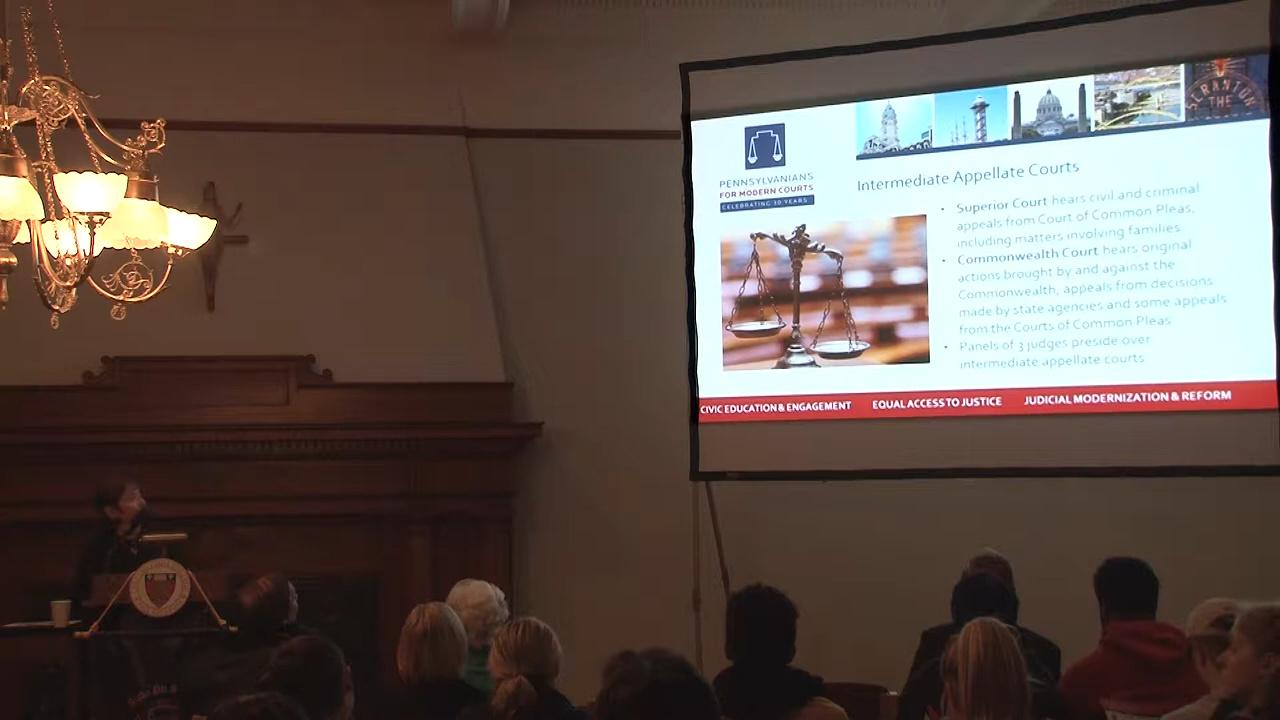 SCRANTON
THE
PENNSYLVANIANS
FOR MODERN COURTS
CELEBRATING 30 YEARS
Intermediate Appellate Courts
• Superior Court hears civil and criminal
appeals from Court of Common Pleas,
including matters involving families
• Commonwealth Court hears original
actions brought by and against the
Commonwealth, appeals from decisions
made by state agencies and some appeals
from the Courts of Common Pleas
• Panels of 3 judges preside over
intermediate appellate courts
CIVIC EDUCATION & ENGAGEMENT EQUAL ACCESS TO JUSTICE JUDICIAL MODERNIZATION & REFORM